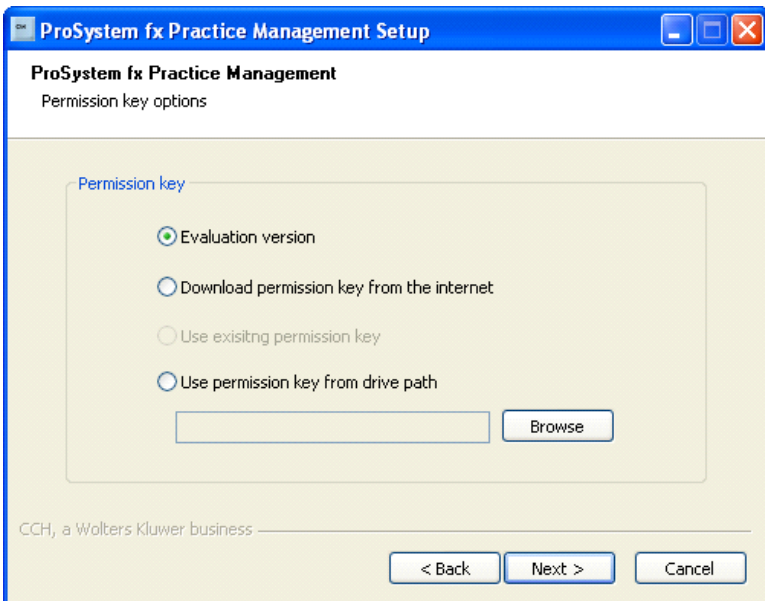 CCH
ProSystem fx Practice Management Setup
ProSystem fx Practice Management
Permission key options
Permission key
Evaluation version
Download permission key from the internet
Use exisitng permission key
Use permission key from drive path
Browse
CCH, a Wolters Kluwer business
< Back Next > Cancel